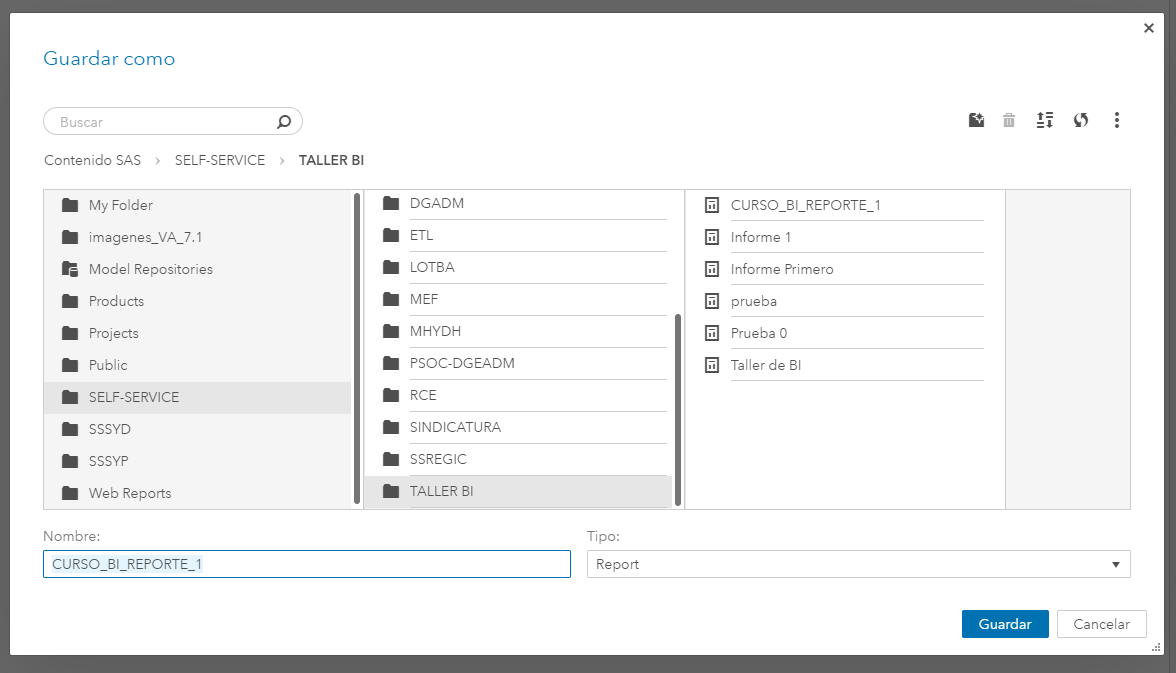 Guardar como
Buscar
Contenido SAS > SELF-SERVICE > TALLER BI
My Folder
imagenes_VA_7.1
Model Repositories
Products
Projects
Public
SELF-SERVICE
SSSYD
SSSYP
Web Reports
DGADM
ETL
LOTBA
MEF
MHYDH
PSOC-DGEADM
RCE
SINDICATURA
SSREGIC
TALLER BI
CURSO_BI_REPORTE_1
Informe 1
Informe Primero
prueba
Prueba 0
Taller de BI
Nombre:
CURSO_BI_REPORTE_1
Tipo:
Report
Guardar
Cancelar